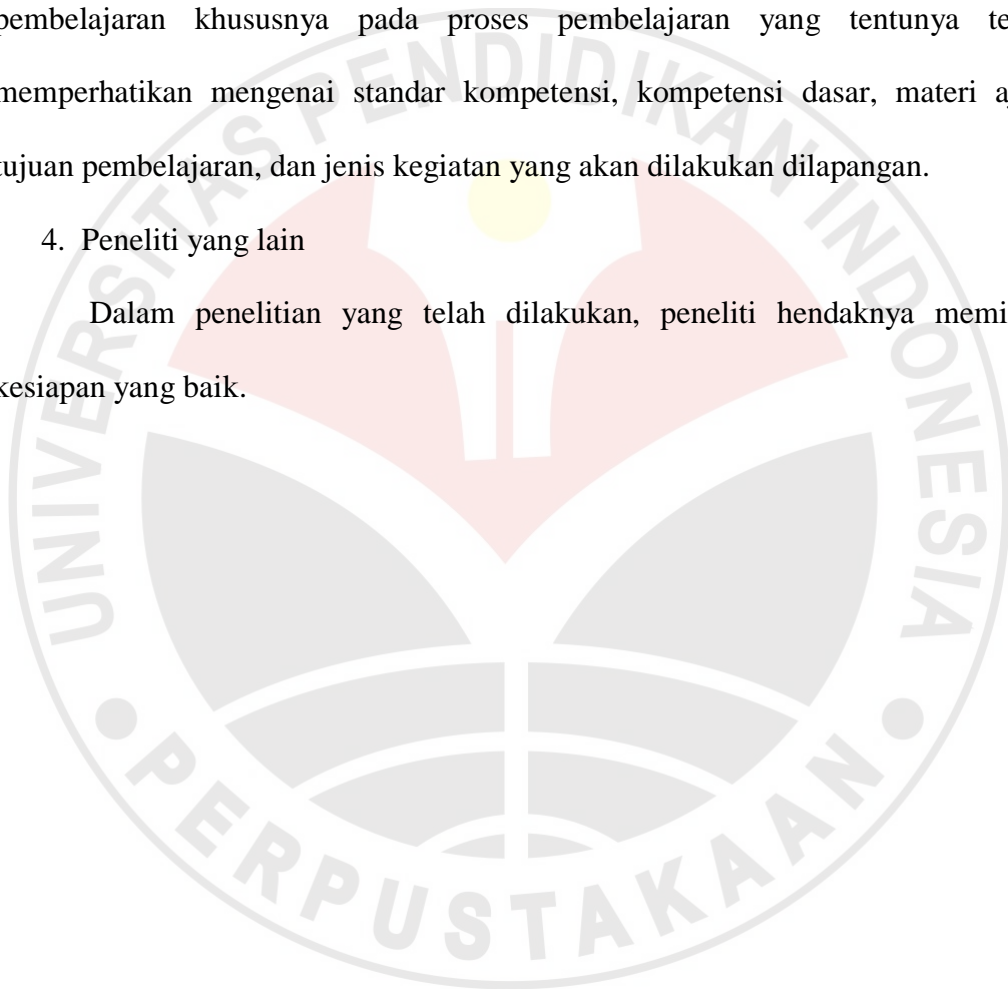 pembelajaran khususnya pada proses pembelajaran yang tentunya
memperhatikan mengenai standar kompetensi, kompetensi dasar, materi
tujuan pembelajaran, dan jenis kegiatan yang akan dilakukan dilapangan.
4. Peneliti yang lain
Dalam penelitian yang telah dilakukan, peneliti hendaknya
kesiapan yang baik.
UNIVERSITAS PENDIDIKAN INDONESIA
PERPUSTAKAAN